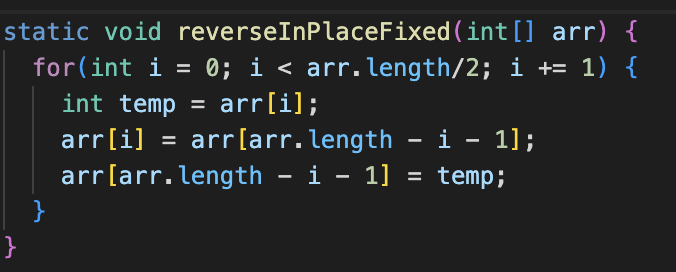 static void reverseInPlaceFixed(int[] arr) {
  for(int i = 0; i < arr.length/2; i += 1) {
    int temp = arr[i];
    arr[i] = arr[arr.length - i - 1];
    arr[arr.length - i - 1] = temp;
  }
}